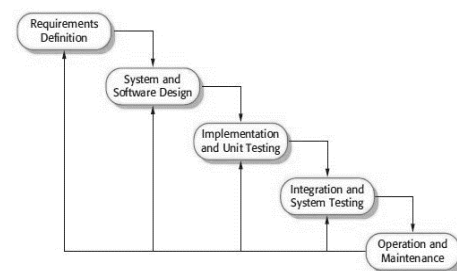 Requirements
Definition
System and
Software Design
Implementation
and Unit Testing
Integration and
System Testing
Operation and
Maintenance